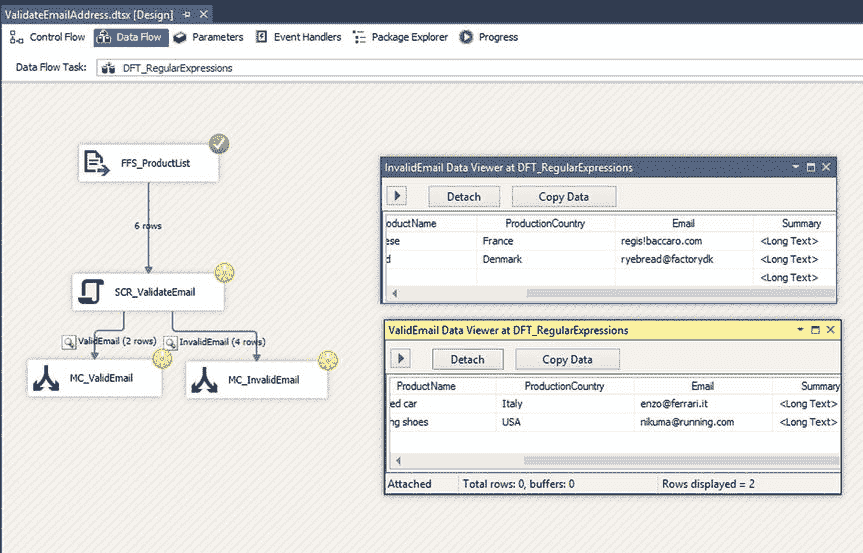 ValidateEmailAddress.dtsx [Design]
Control Flow Data Flow Parameters Event Handlers Package Explorer Progress
Data Flow Task: DFT_RegularExpressions
FFS_ProductList
6 rows
SCR_ValidateEmail
ValidEmail (2 rows) InvalidEmail (4 rows)
MC_ValidEmail
MC_InvalidEmail
InvalidEmail Data Viewer at DFT_RegularExpressions
Detach Copy Data
oductName ProductionCountry Email Summary
ese France regis!baccaro.com <Long Text>
d Denmark ryebread@factorydk <Long Text>
<Long Text>
ValidEmail Data Viewer at DFT_RegularExpressions
Detach Copy Data
ProductName ProductionCountry Email Summary
ed car Italy enzo@ferrari.it <Long Text>
ng shoes USA nikuma@running.com <Long Text>
Attached Total rows: 0, buffers: 0 Rows displayed = 2